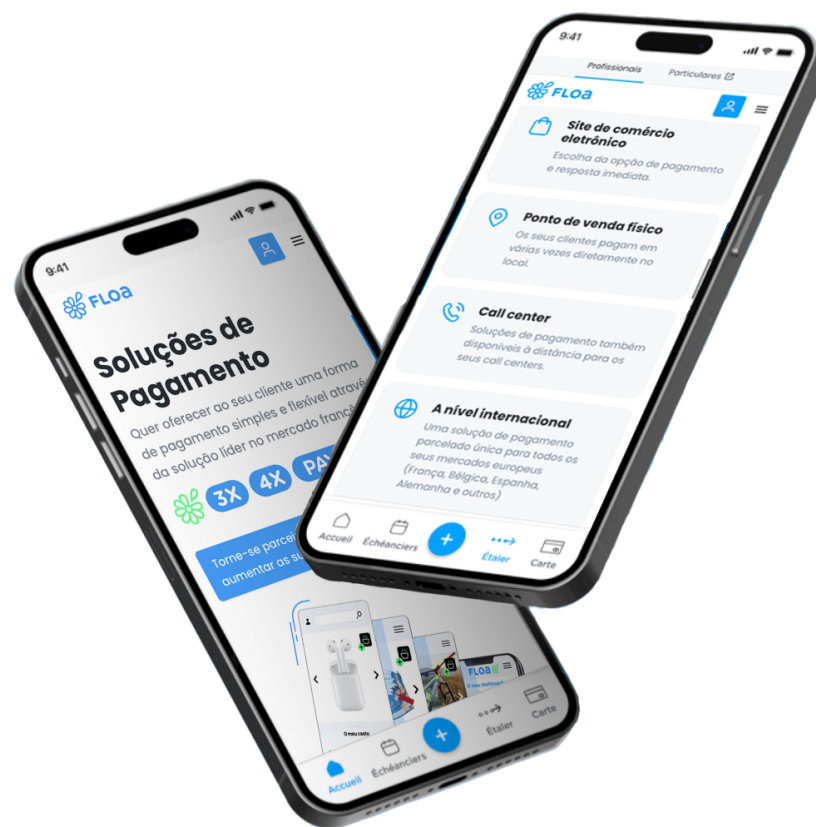 9:41
FLOa
Soluções de
Pagamento
Quer oferecer ao seu cliente uma forma
de pagamento simples e flexível através
da solução líder no mercado
3X 4X
Torne-se
aumentar as
FLOa
O meu cesto
Accueil
Échéanciers
+
Étaler
Carte
9:41
Profissionais
Particulares
FLOa
Site de comércio
eletrônico
Escolha da opção de pagamento
e resposta imediata.
Ponto de venda físico
Os seus clientes pagam em
várias vezes diretamente no
local.
Call center
Soluções de pagamento também
disponíveis à distância para os
seus call centers.
A nível internacional
Uma solução de pagamento
parcelado única para todos os
seus mercados europeus
(França, Bélgica, Espanha,
Alemanha e outros)
Accueil
Échéanciers
+
Étaler
Carte